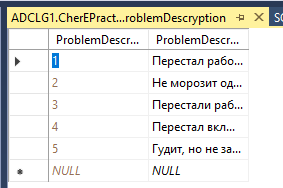 ADCLG1.CherEPract...roblemDescryption
ProblemDescr... ProblemDescr...
1 Перестал рабо...
2 Не морозит од...
3 Перестали раб...
4 Перестал вкл...
5 Гудит, но не за...
NULL NULL